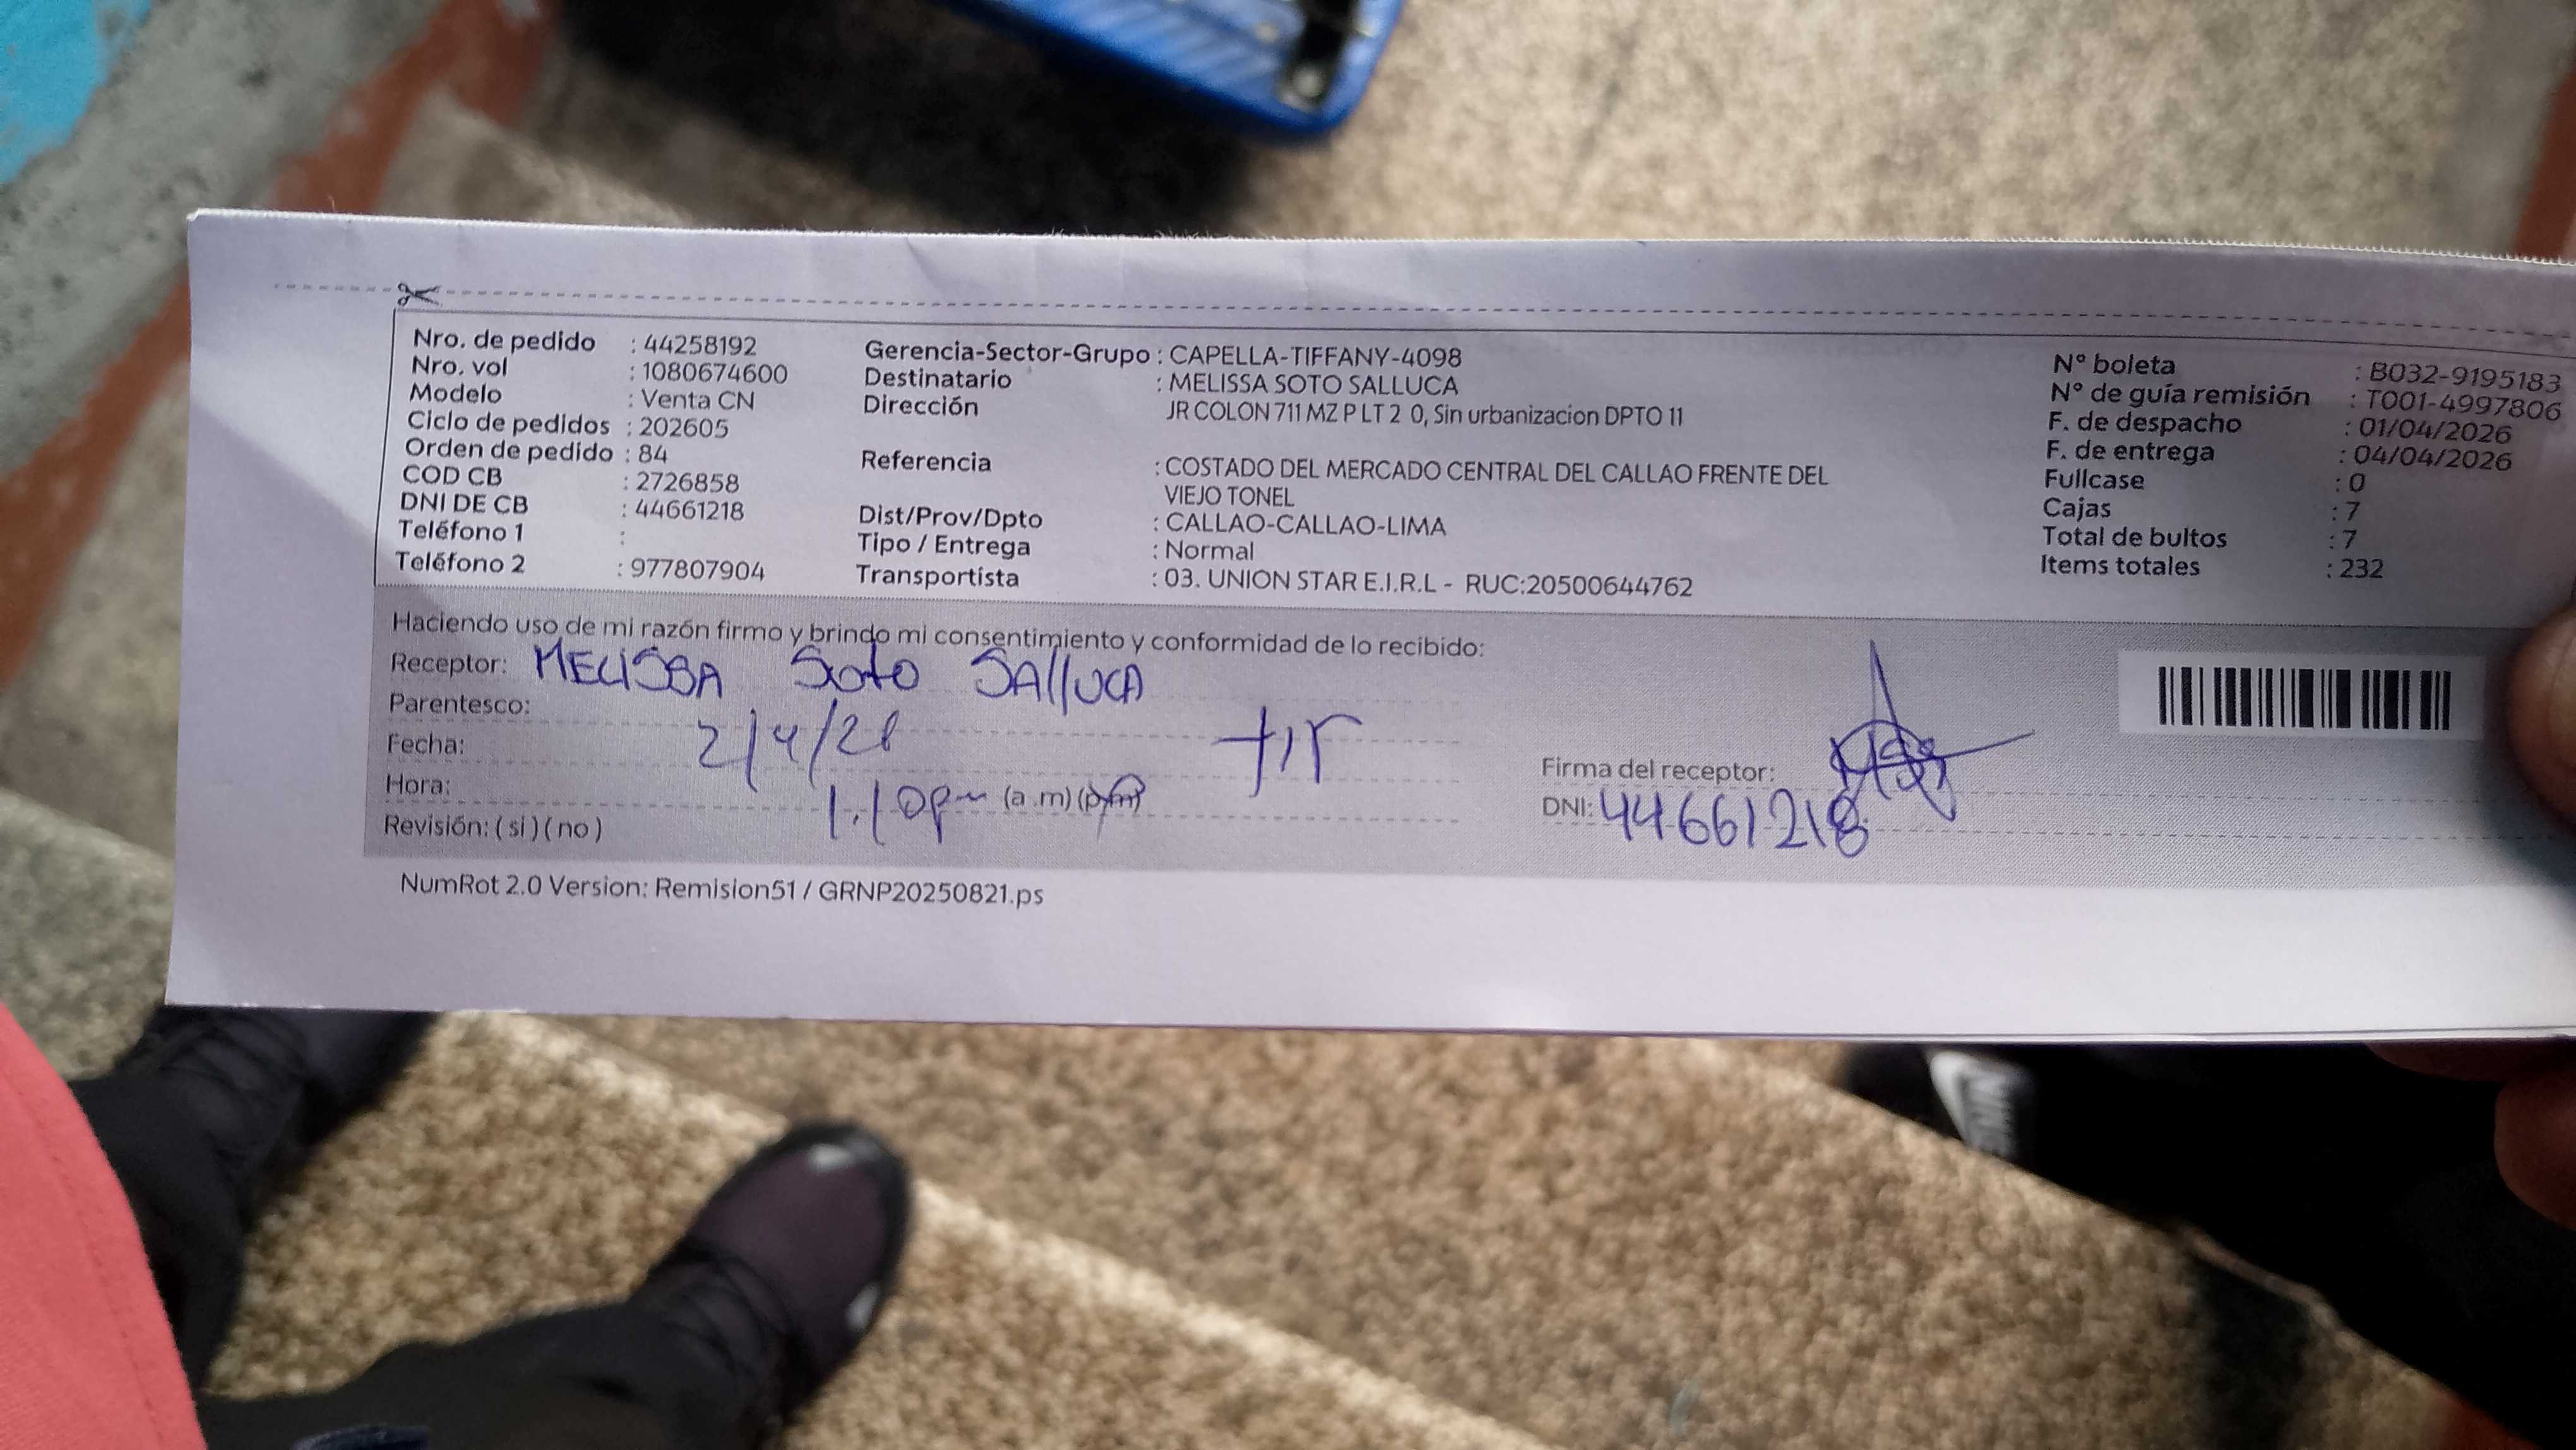 Nro. de pedido : 44258192
Nro. vol : 1080674600
Modelo : Venta CN
Ciclo de pedidos : 202605
Orden de pedido : 84
COD CB : 2726858
DNI DE CB : 44661218
Teléfono 1 :
Teléfono 2 : 977807904
Gerencia-Sector-Grupo : CAPELLA-TIFFANY-4098
Destinatario : MELISSA SOTO SALLUCA
Dirección JR COLON 711 MZ P LT 2 0, Sin urbanizacion DPTO 11
Referencia : COSTADO DEL MERCADO CENTRAL DEL CALLAO FRENTE DEL
VIEJO TONEL
Dist/Prov/Dpto : CALLAO-CALLAO-LIMA
Tipo / Entrega : Normal
Transportista : 03. UNION STAR E.I.R.L - RUC:20500644762
N° boleta : B032-9195183
N° de guía remisión : T001-4997806
F. de despacho : 01/04/2026
F. de entrega : 04/04/2026
Fullcase : 0
Cajas : 7
Total de bultos : 7
Items totales : 232
Haciendo uso de mi razón firmo y brindo mi consentimiento y conformidad de lo recibido:
Receptor: MELISSA Soto SAllUCA
Parentesco:
Fecha: 2/4/26
Hora: 1:10pm (a.m) (p.m)
Revisión: ( si ) ( no )
Firma del receptor:
DNI: 44661218
NumRot 2.0 Version: Remision51 / GRNP20250821.ps